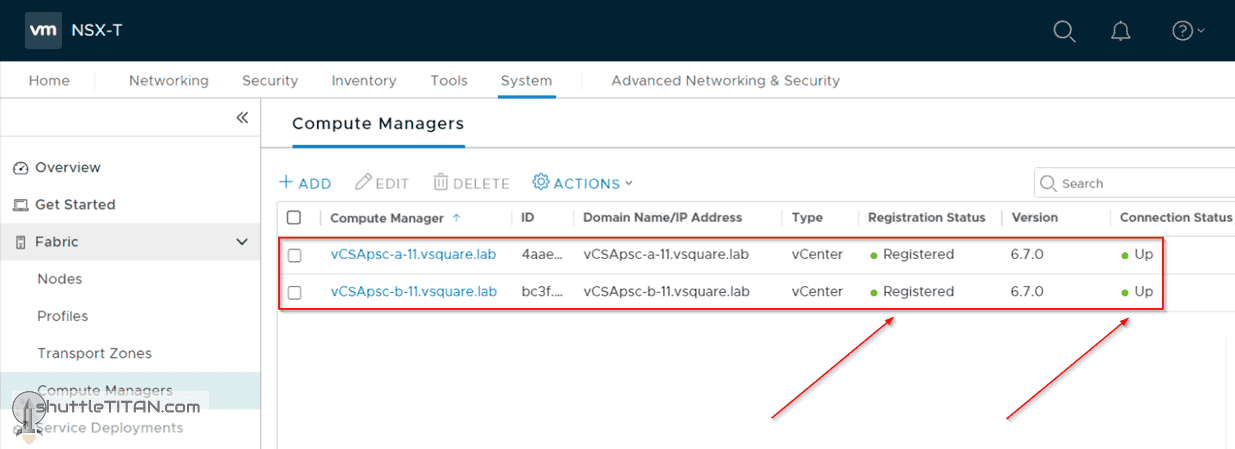 vm NSX-T
Home Networking Security Inventory Tools System Advanced Networking & Security
Compute Managers
Overview
Get Started
Fabric
Nodes
Profiles
Transport Zones
Compute Managers
shuttleTITAN.com
Service Deployments
+ ADD EDIT DELETE ACTIONS Search
Compute Manager ID Domain Name/IP Address Type Registration Status Version Connection Status
vCSApsc-a-11.vsquare.lab 4aae... vCSApsc-a-11.vsquare.lab vCenter Registered 6.7.0 Up
vCSApsc-b-11.vsquare.lab bc3f.... vCSApsc-b-11.vsquare.lab vCenter Registered 6.7.0 Up